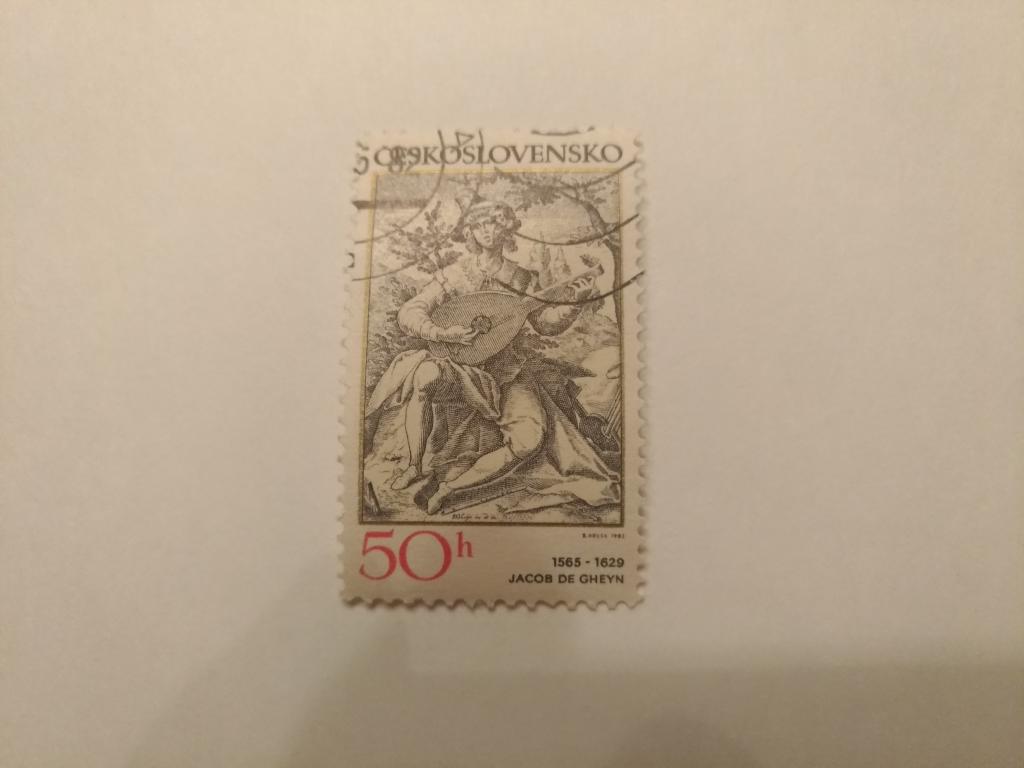 ČESKOSLOVENSKO
50h
1565 - 1629
JACOB DE GHEYN